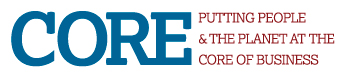 CORE
PUTTING PEOPLE
& THE PLANET AT THE
CORE OF BUSINESS